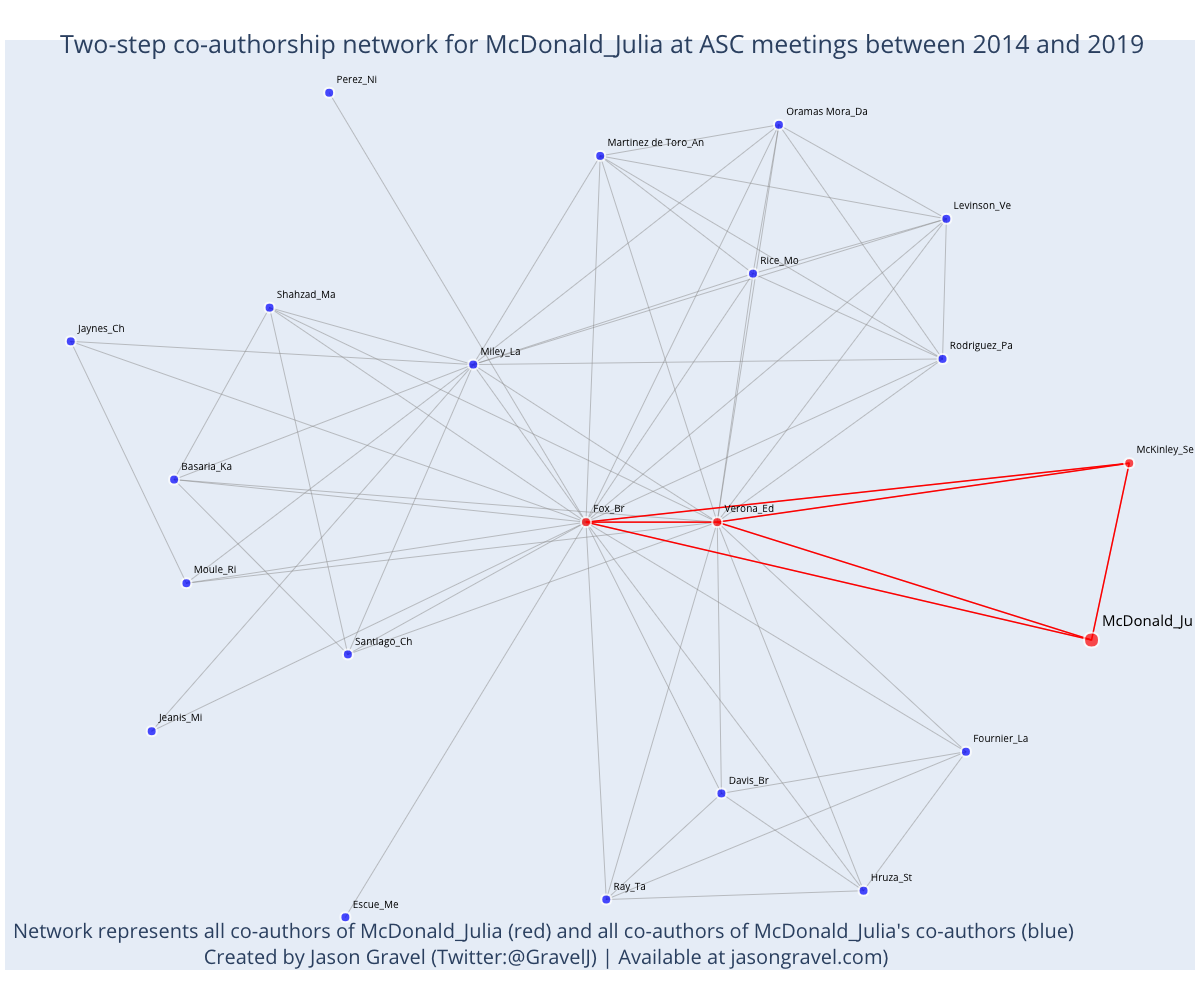 Two-step co-authorship network for McDonald_Julia at ASC meetings between 2014 and 2019
Perez_Ni
Oramas Mora_Da
Martinez de Toro_An
Levinson_Ve
Rice_Mo
Shahzad_Ma
Jaynes_Ch
Miley_La
Rodriguez_Pa
McKinley_Se
Basaria_Ka
Fox_Br
Verona_Ed
Moule_Ri
McDonald_Ju
Santiago_Ch
Jeanis_Mi
Fournier_La
Davis_Br
Hruza_St
Ray_Ta
Escue_Me
Network represents all co-authors of McDonald_Julia (red) and all co-authors of McDonald_Julia's co-authors (blue)
Created by Jason Gravel (Twitter:@GravelJ) | Available at jasongravel.com)